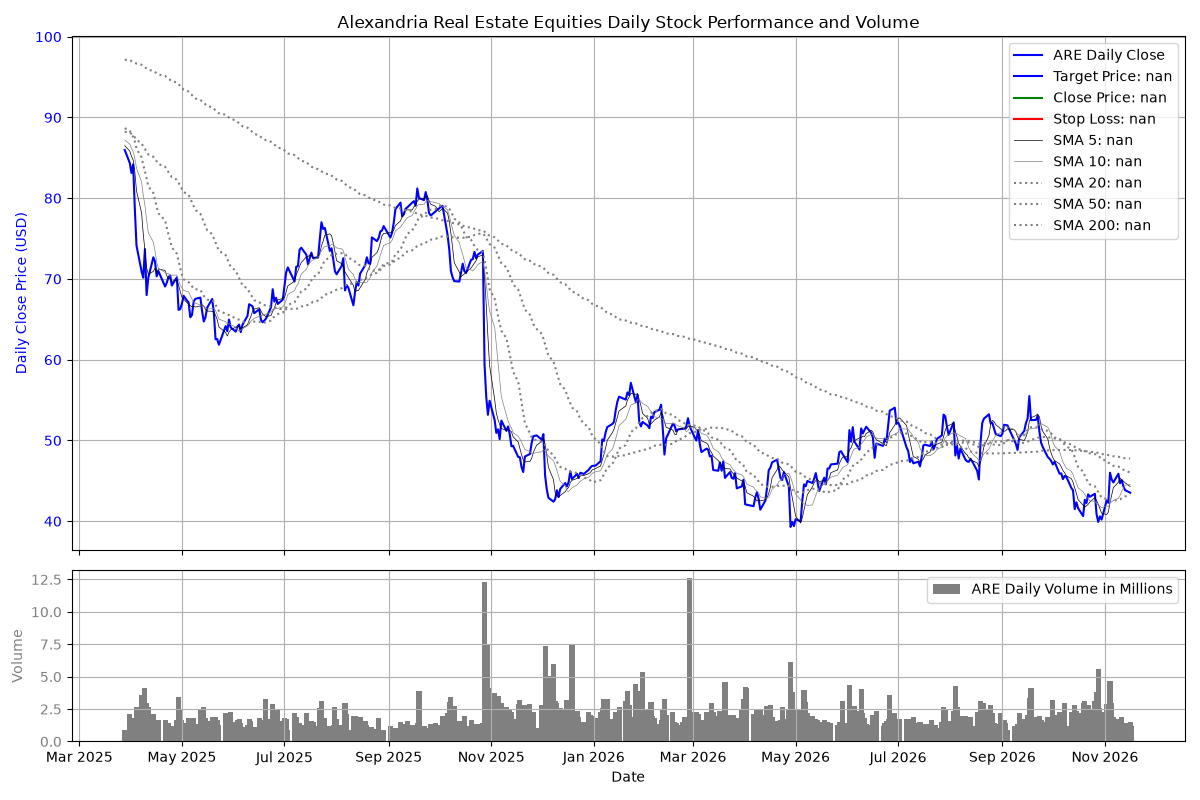 Alexandria Real Estate Equities Daily Stock Performance and Volume
100
90
80
70
60
50
40
Daily Close Price (USD)
ARE Daily Close
Target Price: nan
Close Price: nan
Stop Loss: nan
SMA 5: nan
SMA 10: nan
SMA 20: nan
SMA 50: nan
SMA 200: nan
12.5
10.0
7.5
5.0
2.5
0.0
Volume
ARE Daily Volume in Millions
Mar 2025 May 2025 Jul 2025 Sep 2025 Nov 2025 Jan 2026 Mar 2026 May 2026 Jul 2026 Sep 2026 Nov 2026
Date